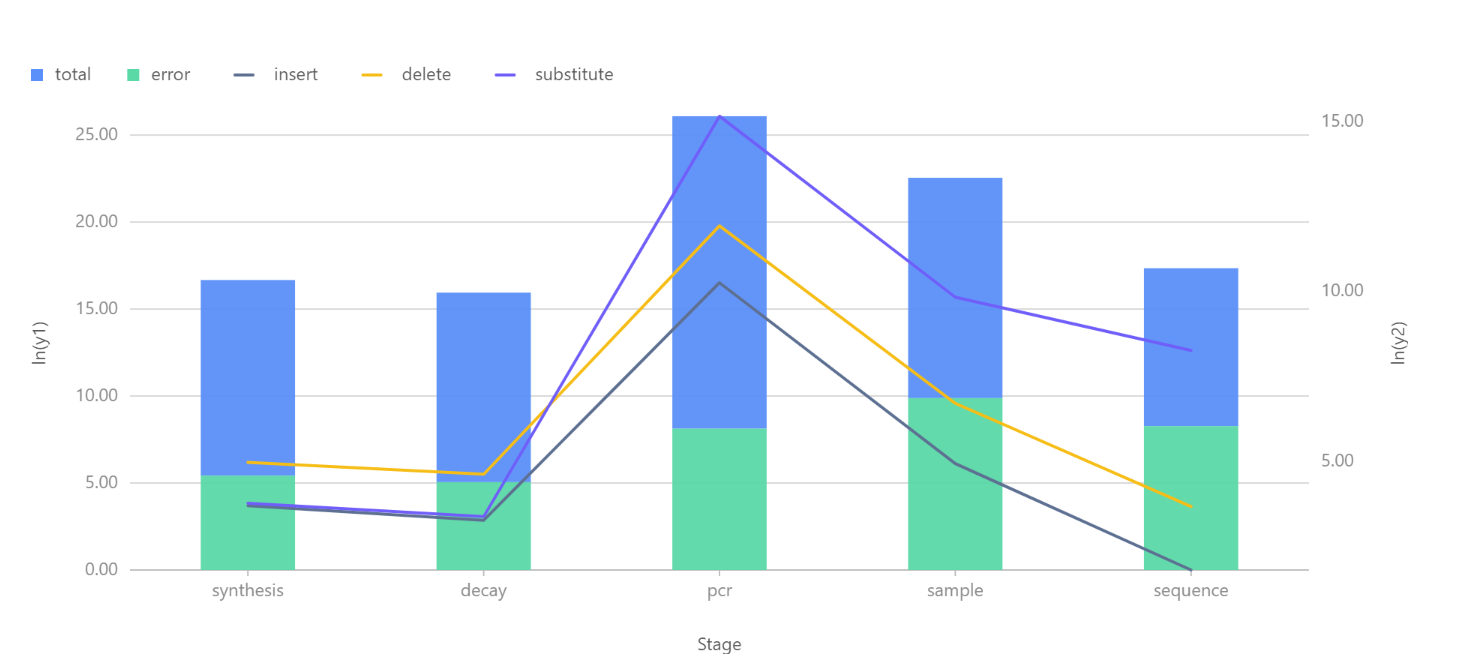 total error insert delete substitute
25.00 15.00
20.00
15.00 10.00
ln(y1) ln(y2)
10.00
5.00 5.00
0.00
synthesis decay pcr sample sequence
Stage